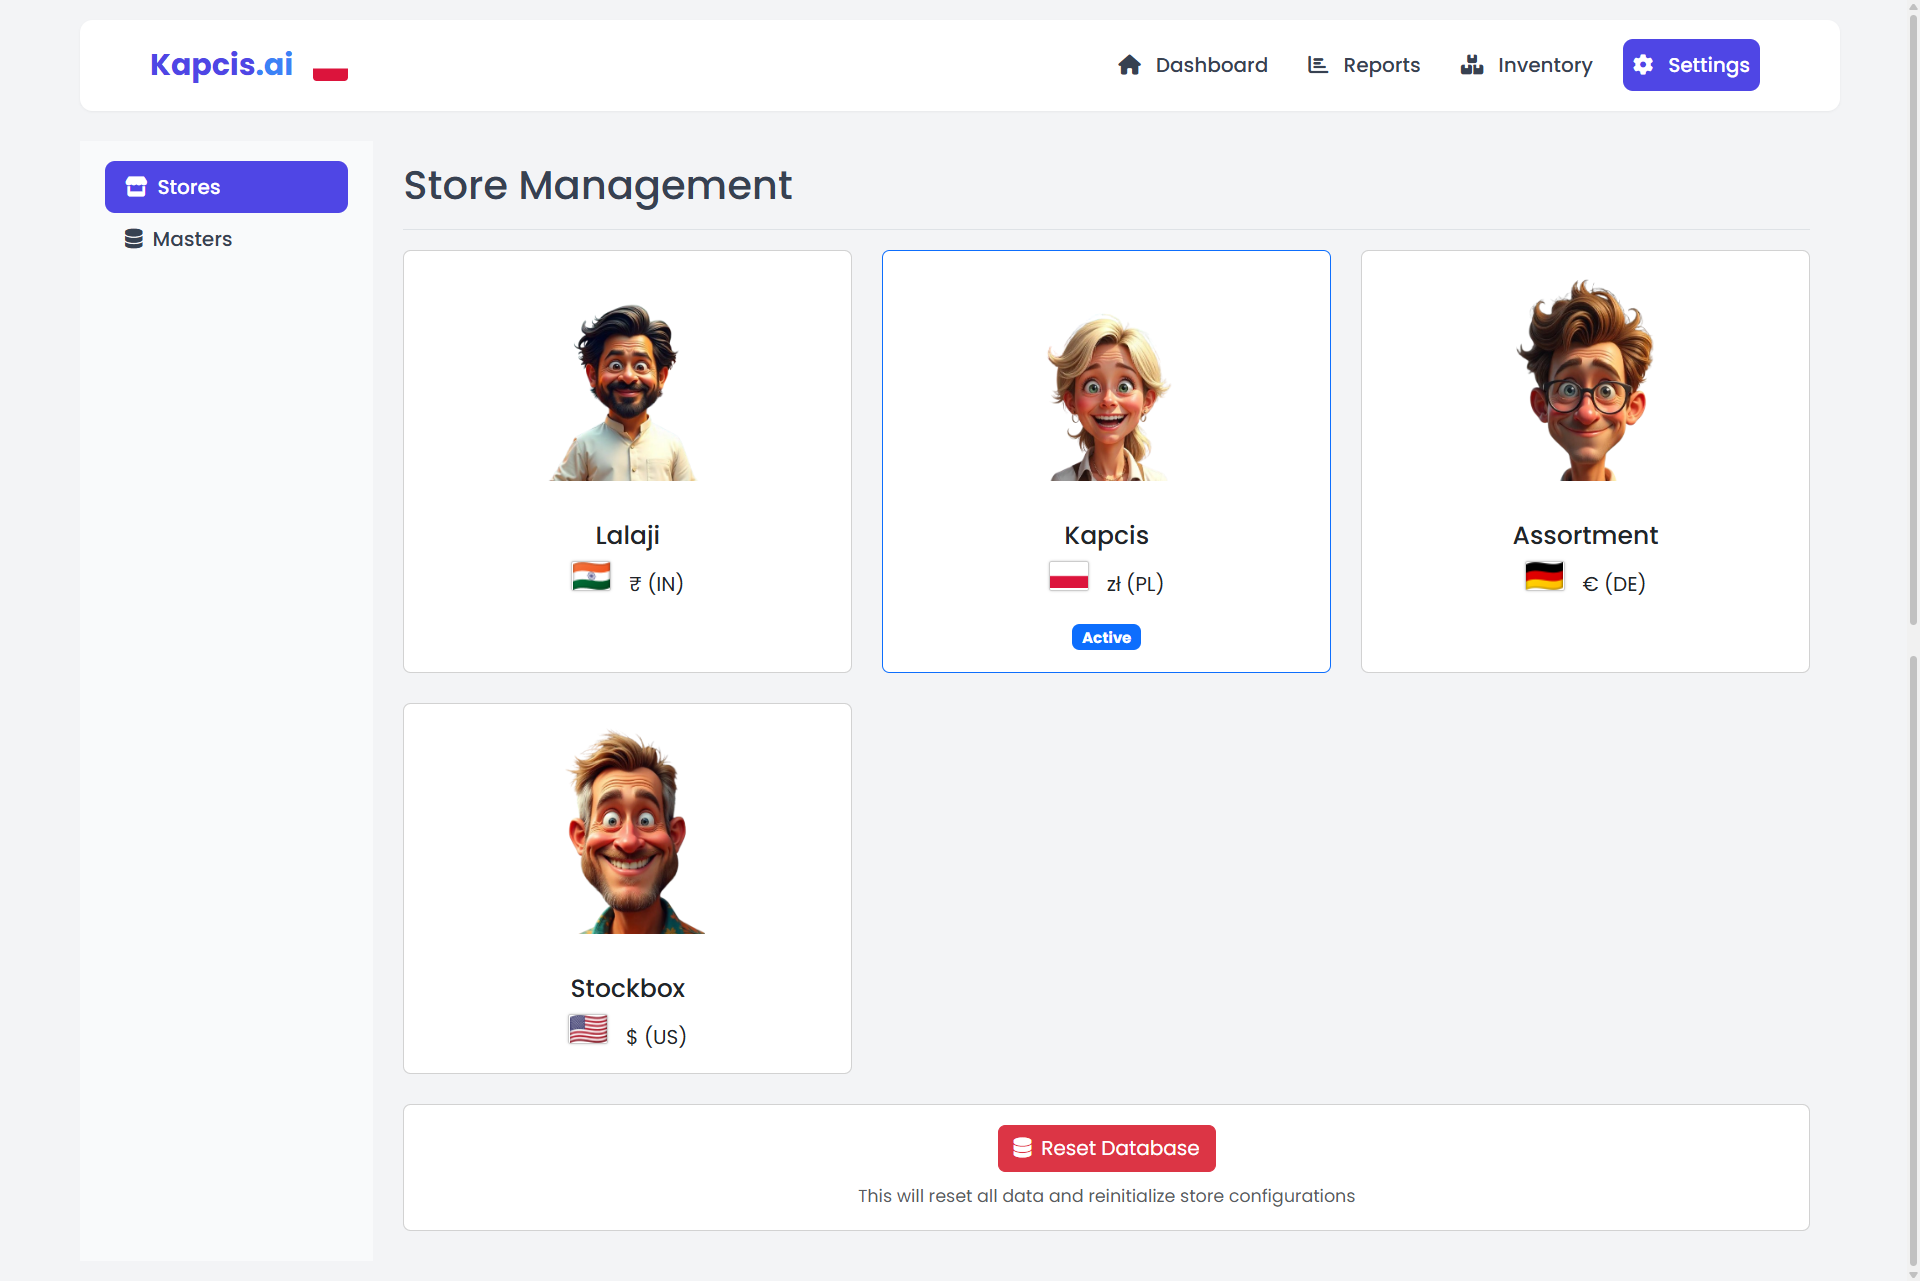 Kapcis.ai
Dashboard
Reports
Inventory
Settings
Stores
Masters
Store Management
Lalaji
₹ (IN)
Kapcis
zł (PL)
Active
Assortment
€ (DE)
Stockbox
$ (US)
Reset Database
This will reset all data and reinitialize store configurations